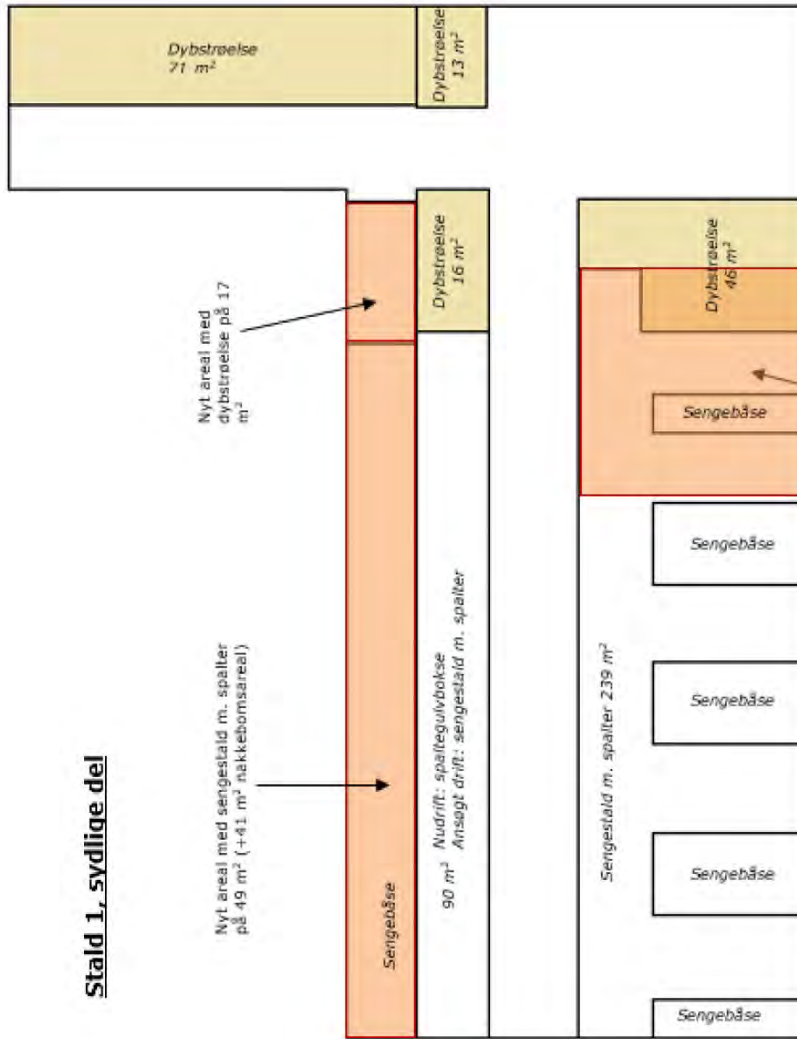 Stald 1, sydlige del
Nyt areal med sengestald m. spalter
på 49 m² (+41 m² nakkebomsareal)
Nyt areal med
dybstrøelse på 17
m²
Dybstrøelse
71 m²
Dybstrøelse
13 m²
Dybstrøelse
16 m²
Sengebåse
90 m² Nudrift: spaltegulvbokse
Ansøgt drift: sengestald m. spalter
Dybstrøelse
46 m²
Sengestald m. spalter 239 m²
Sengebåse
Sengebåse
Sengebåse
Sengebåse
Sengebåse